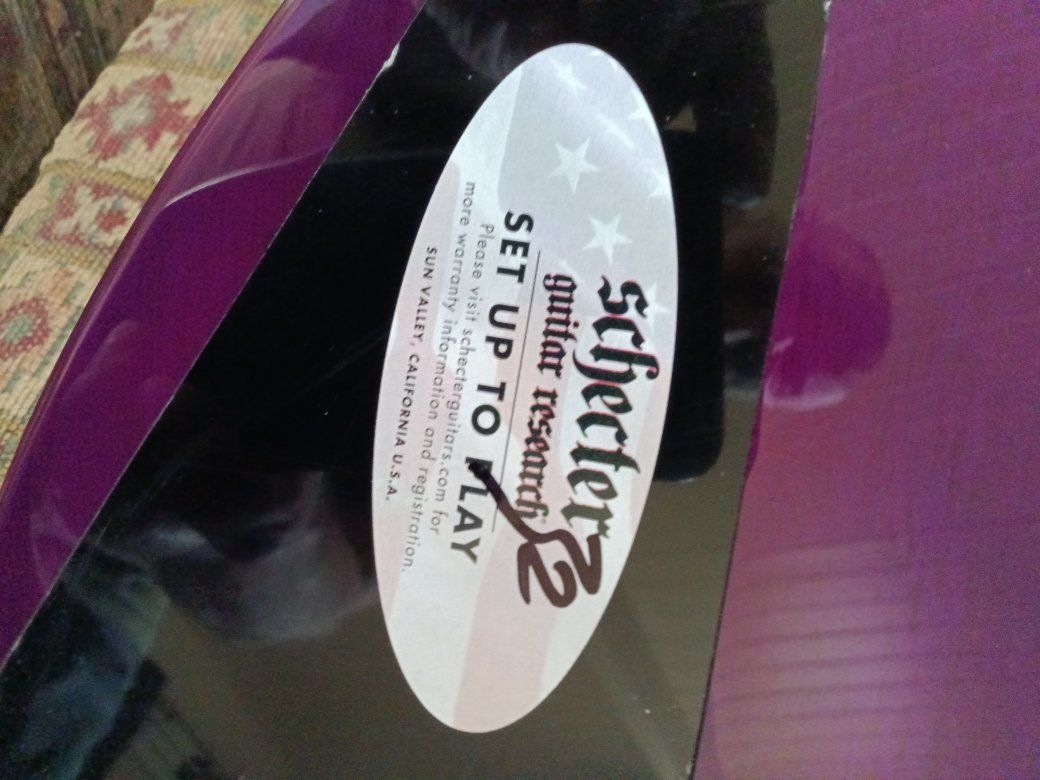 Schecter
guitar research
SET UP TO PLAY
Please visit schecterguitars.com for
more warranty information and registration.
SUN VALLEY, CALIFORNIA U.S.A.